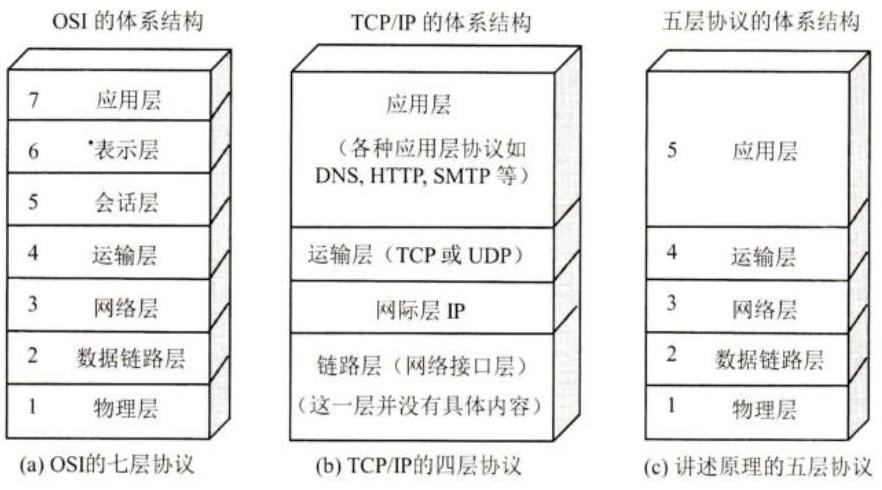 OSI 的体系结构
7 应用层
6 表示层
5 会话层
4 运输层
3 网络层
2 数据链路层
1 物理层
(a) OSI的七层协议
TCP/IP 的体系结构
应用层
（各种应用层协议如
DNS, HTTP, SMTP 等）
运输层（TCP 或 UDP）
网际层 IP
链路层（网络接口层）
（这一层并没有具体内容）
(b) TCP/IP的四层协议
五层协议的体系结构
5 应用层
4 运输层
3 网络层
2 数据链路层
1 物理层
(c) 讲述原理的五层协议